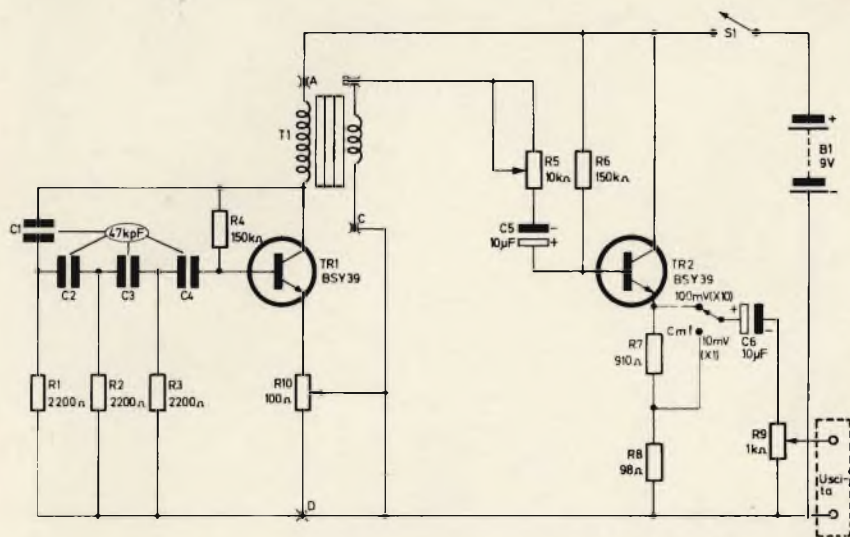 S1
A
T1
+
B1
9V
-
R5
10kΩ
R6
150kΩ
C1
47kpF
R4
150kΩ
C
C5
10µF
-
+
TR1
BSY39
TR2
BSY39
C2
C3
C4
100mV(X10)
Cm1
10mV
(X1)
+
-
C6
10µF
R7
910Ω
R1
2200Ω
R2
2200Ω
R3
2200Ω
R10
100Ω
R8
98Ω
R9
1kΩ
Usci-
ta
D